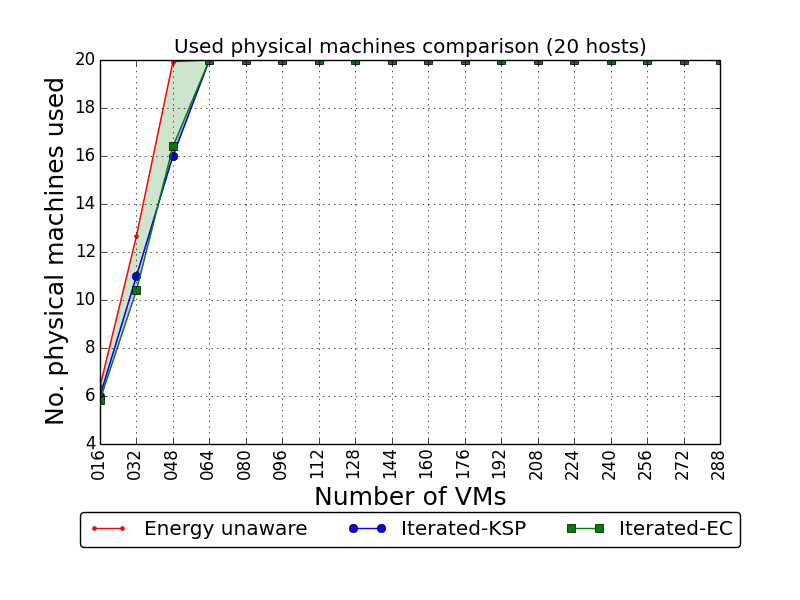 Used physical machines comparison (20 hosts)
No. physical machines used
20
18
16
14
12
10
8
6
4
016 032 048 064 080 096 112 128 144 160 176 192 208 224 240 256 272 288
Number of VMs
Energy unaware Iterated-KSP Iterated-EC